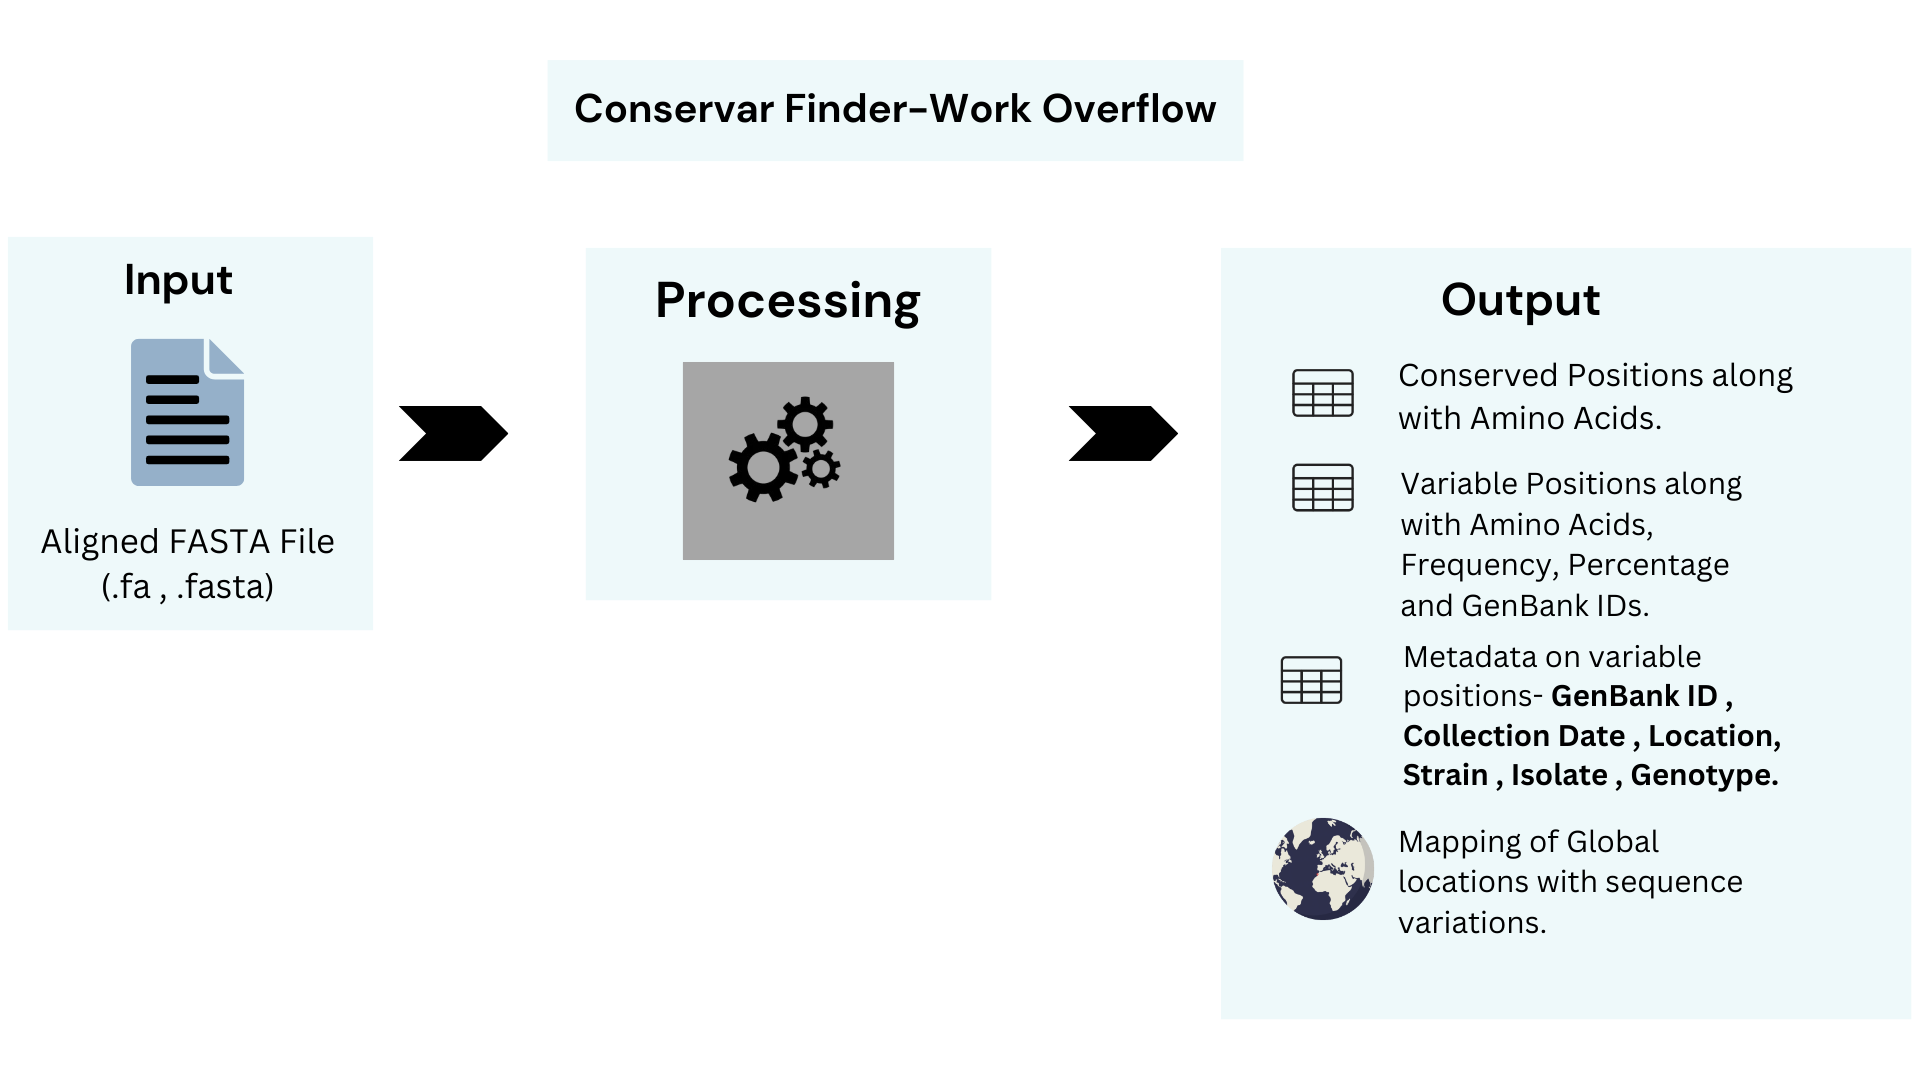 Conservar Finder-Work Overflow
Input
Aligned FASTA File
(.fa , .fasta)
Processing
Output
Conserved Positions along
with Amino Acids.
Variable Positions along
with Amino Acids,
Frequency, Percentage
and GenBank IDs.
Metadata on variable
positions- GenBank ID ,
Collection Date , Location,
Strain , Isolate , Genotype.
Mapping of Global
locations with sequence
variations.